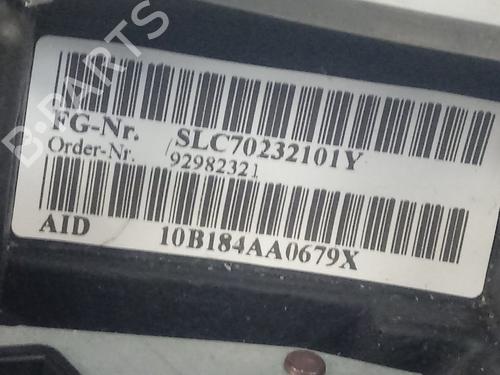 B-PARTS
FG-Nr. SLC70232101Y
Order-Nr. /92982321
AID 10B184AA0679X